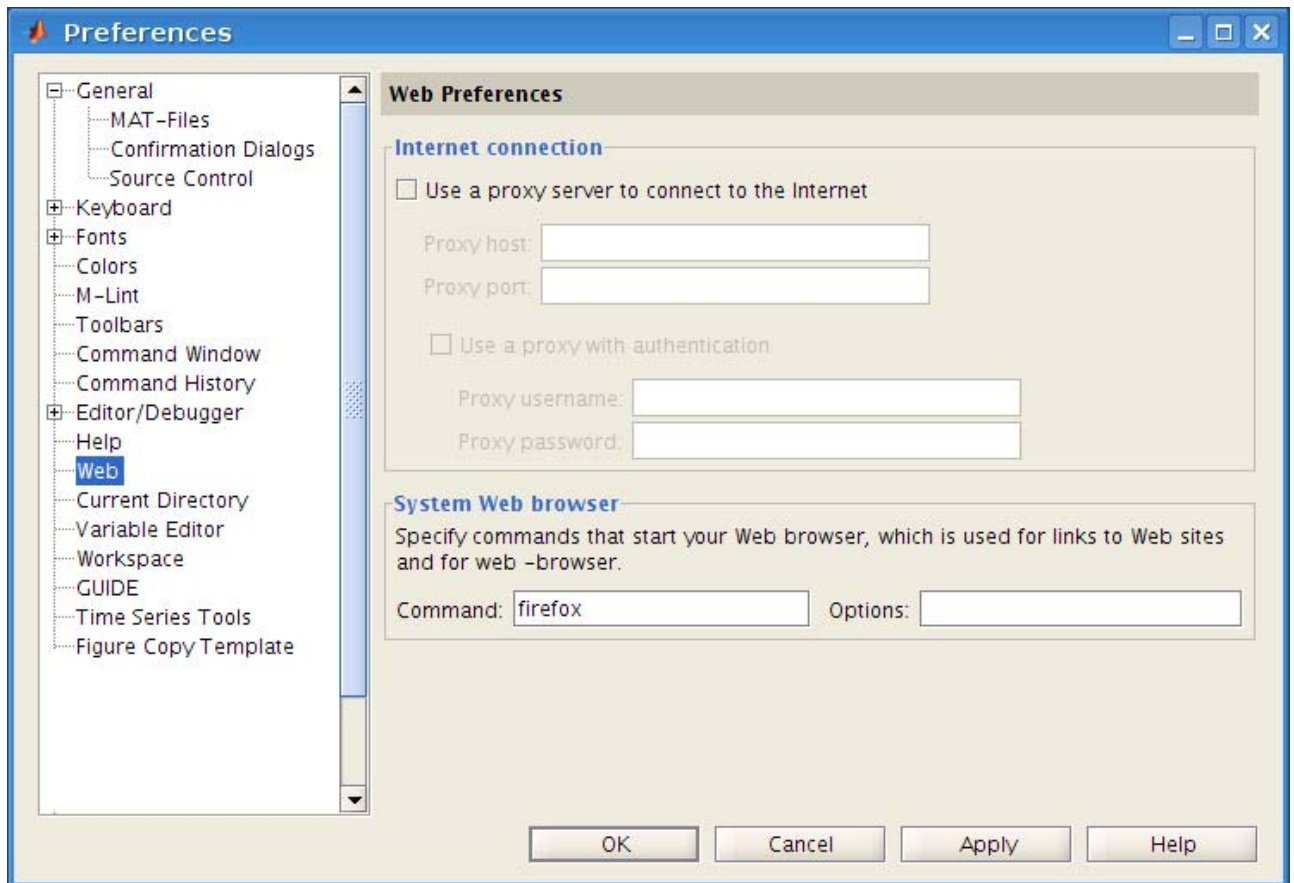 Preferences
General
MAT-Files
Confirmation Dialogs
Source Control
Keyboard
Fonts
Colors
M-Lint
Toolbars
Command Window
Command History
Editor/Debugger
Help
Web
Current Directory
Variable Editor
Workspace
GUIDE
Time Series Tools
Figure Copy Template
Web Preferences
Internet connection
Use a proxy server to connect to the Internet
Proxy host:
Proxy port:
Use a proxy with authentication
Proxy username:
Proxy password:
System Web browser
Specify commands that start your Web browser, which is used for links to Web sites
and for web -browser.
Command: firefox Options:
OK Cancel Apply Help